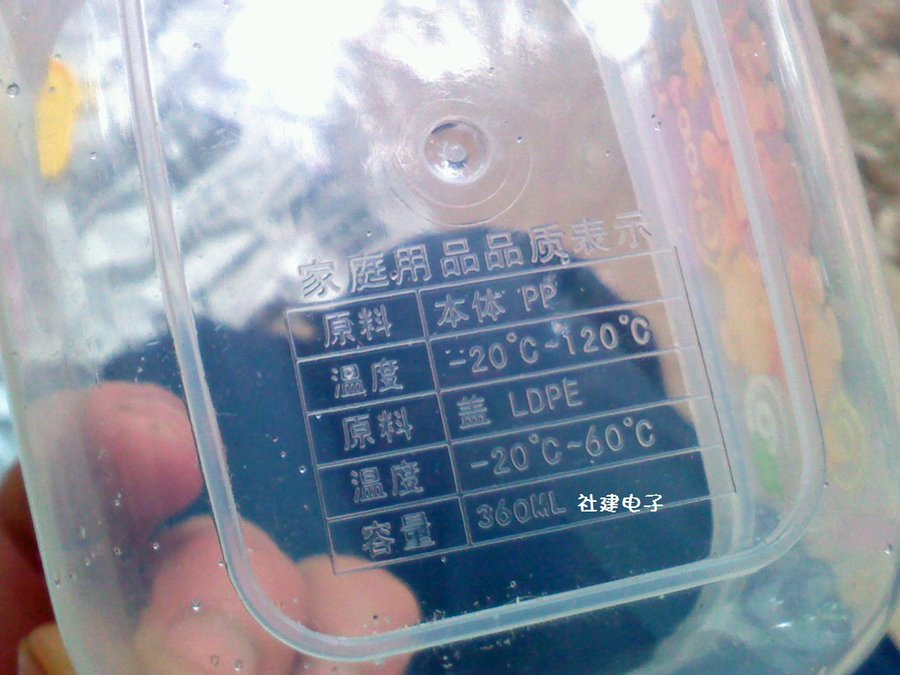 家庭用品品质表示
原料 本体 PP
温度 -20℃~120℃
原料 盖 LDPE
温度 -20℃~60℃
容量 360ML
社建电子